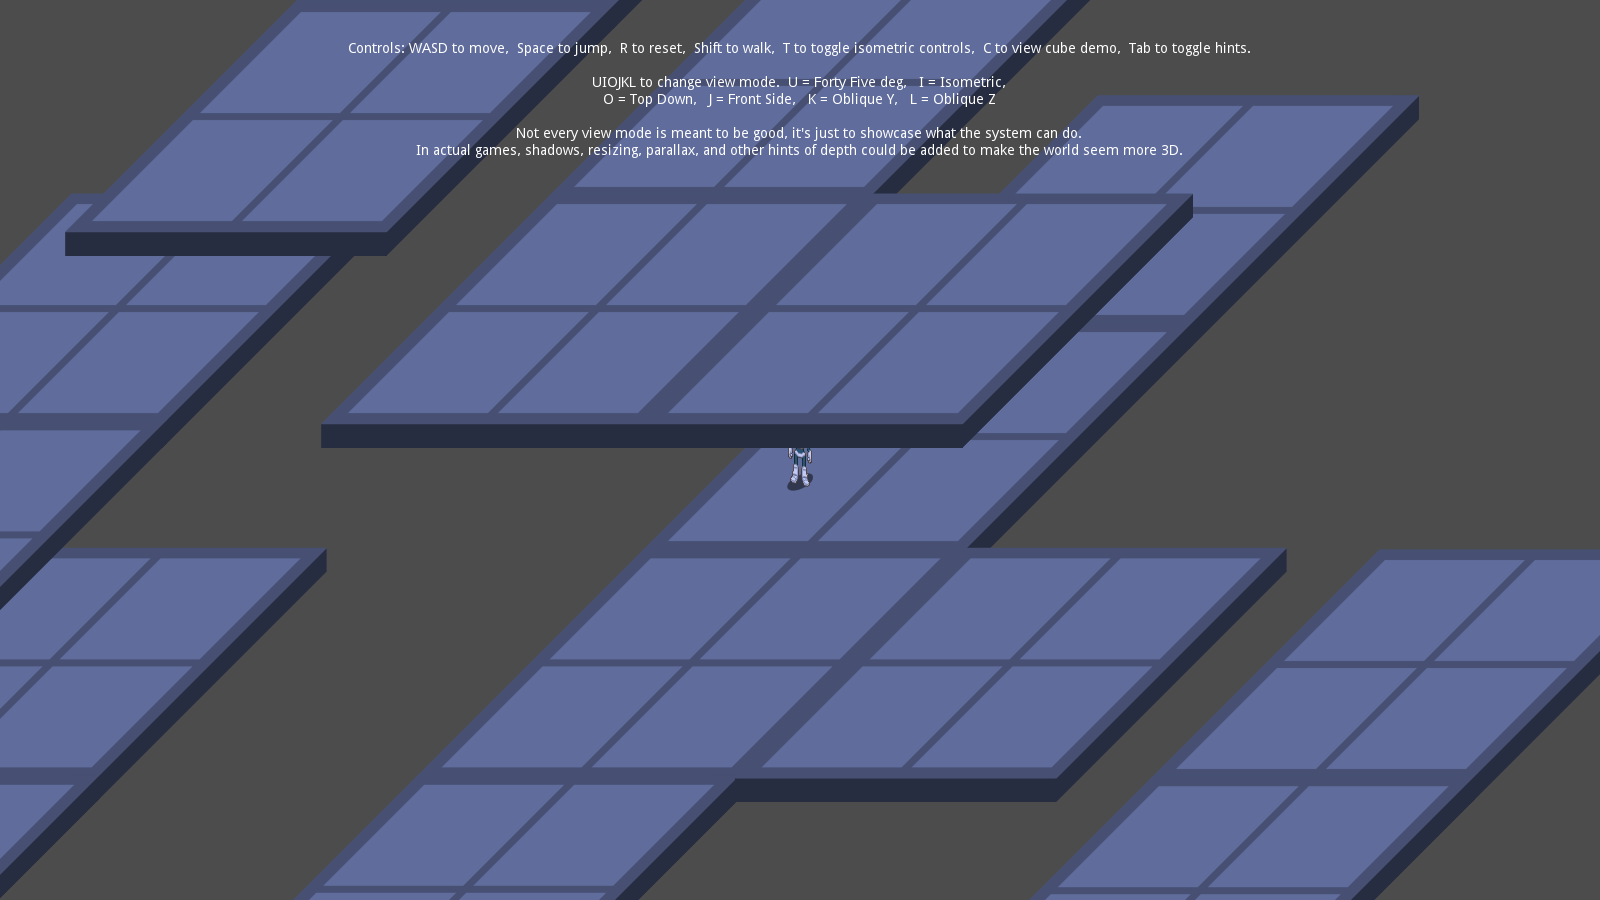 Controls: WASD to move,  Space to jump,  R to reset,  Shift to walk,  T to toggle isometric controls,  C to view cube demo,  Tab to toggle hints.
UIOJKL to change view mode.  U = Forty Five deg,   I = Isometric,
O = Top Down,   J = Front Side,   K = Oblique Y,   L = Oblique Z
Not every view mode is meant to be good, it's just to showcase what the system can do.
In actual games, shadows, resizing, parallax, and other hints of depth could be added to make the world seem more 3D.